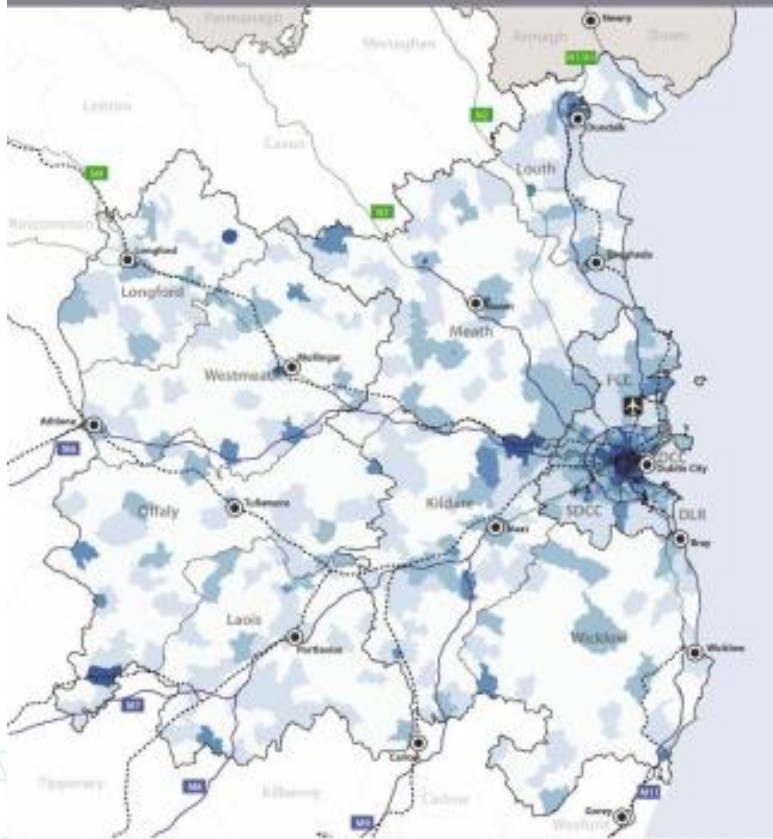 Fermanagh
Newry
Armagh
Down
Monaghan
Leitrim
N2
Dundalk
Cavan
Louth
N4
N3
Roscommon
Longford
Drogheda
Longford
Navan
Meath
Mullingar
Westmeath
FCC
Athlone
M6
DCC
Dublin City
Offaly
Tullamore
Kildare
Naas
SDCC
DLR
Bray
Laois
Portlaoise
Wicklow
Wicklow
M7
Carlow
Tipperary
M8
Kilkenny
Carlow
M11
M9
Gorey
Wexford